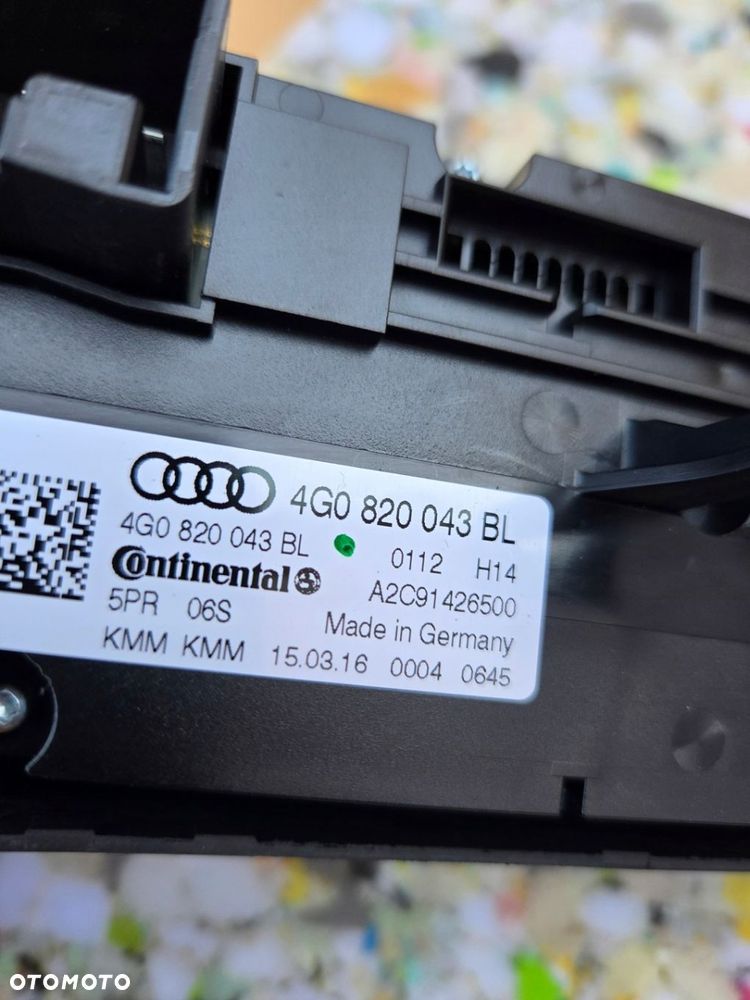 4G0 820 043 BL
4G0 820 043 BL 0112 H14
Continental A2C91426500
5PR 06S Made in Germany
KMM KMM 15.03.16 0004 0645
OTOMOTO